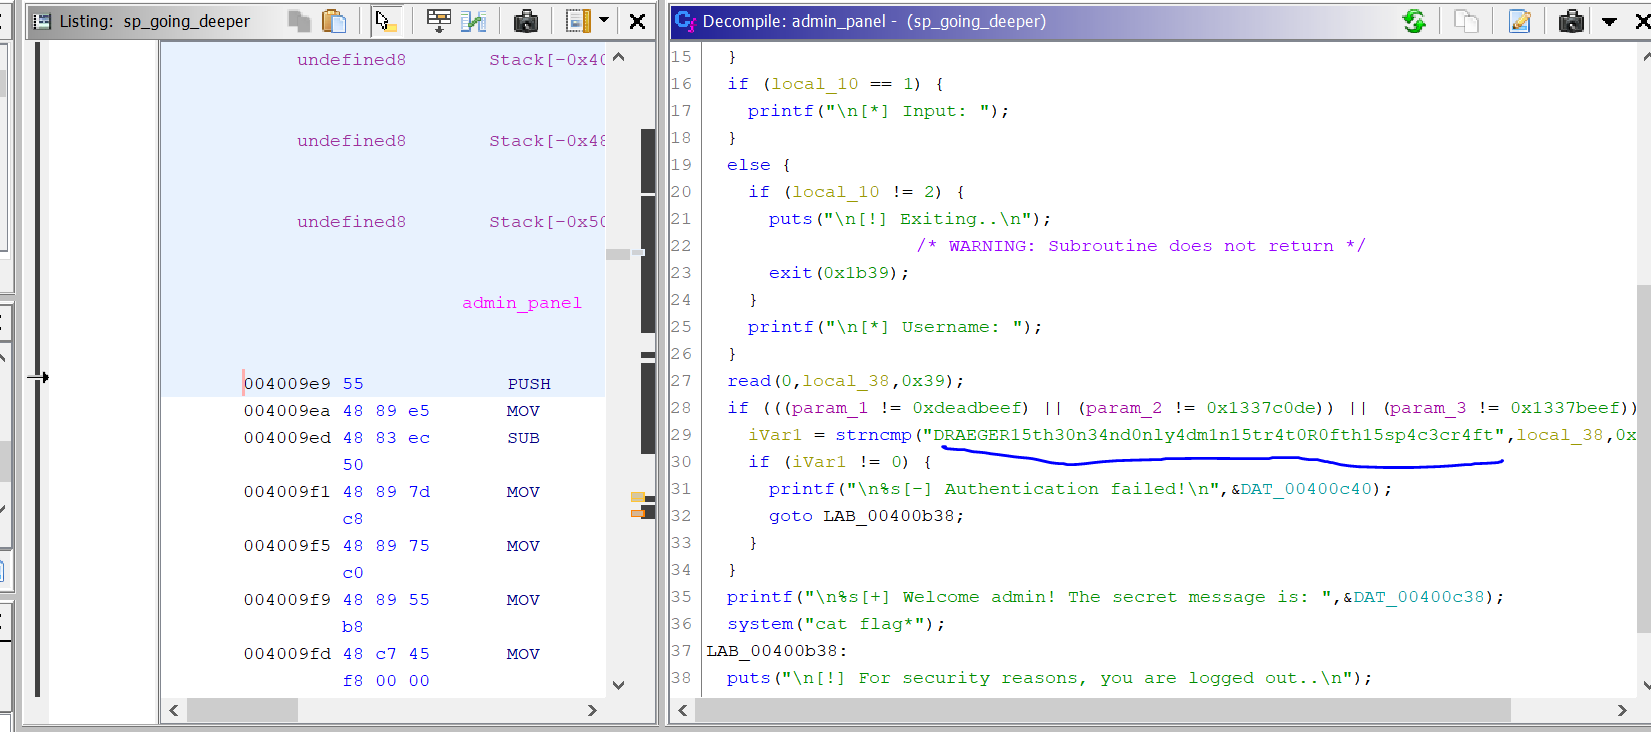 Listing: sp_going_deeper
undefined8 Stack[-0x40
undefined8 Stack[-0x48
undefined8 Stack[-0x50
admin_panel
004009e9 55 PUSH
004009ea 48 89 e5 MOV
004009ed 48 83 ec SUB
50
004009f1 48 89 7d MOV
c8
004009f5 48 89 75 MOV
c0
004009f9 48 89 55 MOV
b8
004009fd 48 c7 45 MOV
f8 00 00
Decompile: admin_panel - (sp_going_deeper)
15 }
16 if (local_10 == 1) {
17 printf("\n[*] Input: ");
18 }
19 else {
20 if (local_10 != 2) {
21 puts("\n[!] Exiting..\n");
22 /* WARNING: Subroutine does not return */
23 exit(0x1b39);
24 }
25 printf("\n[*] Username: ");
26 }
27 read(0,local_38,0x39);
28 if (((param_1 != 0xdeadbeef) || (param_2 != 0x1337c0de)) || (param_3 != 0x1337beef))
29 iVar1 = strncmp("DRAEGER15th30n34nd0nly4dm1n15tr4t0R0fth15sp4c3cr4ft",local_38,0x
30 if (iVar1 != 0) {
31 printf("\n%s[-] Authentication failed!\n",&DAT_00400c40);
32 goto LAB_00400b38;
33 }
34 }
35 printf("\n%s[+] Welcome admin! The secret message is: ",&DAT_00400c38);
36 system("cat flag*");
37 LAB_00400b38:
38 puts("\n[!] For security reasons, you are logged out..\n");